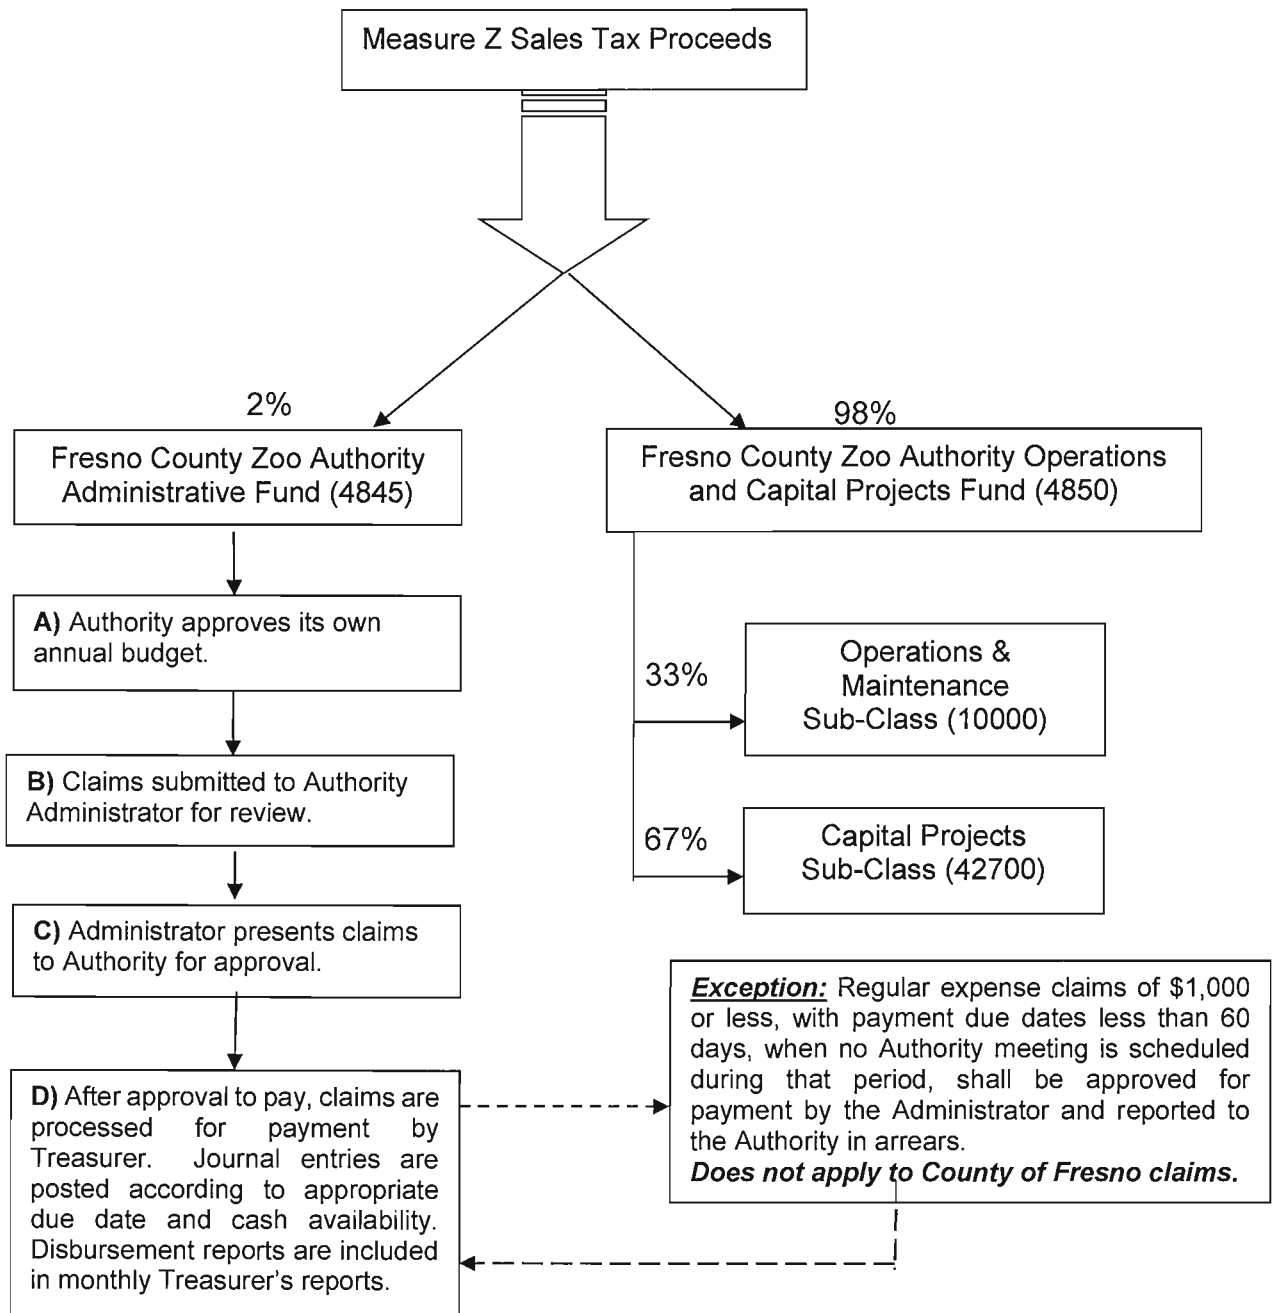 Measure Z Sales Tax Proceeds
2%
98%
Fresno County Zoo Authority
Administrative Fund (4845)
Fresno County Zoo Authority Operations
and Capital Projects Fund (4850)
A) Authority approves its own
annual budget.
33%
Operations &
Maintenance
Sub-Class (10000)
B) Claims submitted to Authority
Administrator for review.
67%
Capital Projects
Sub-Class (42700)
C) Administrator presents claims
to Authority for approval.
Exception: Regular expense claims of $1,000
or less, with payment due dates less than 60
days, when no Authority meeting is scheduled
during that period, shall be approved for
payment by the Administrator and reported to
the Authority in arrears.
Does not apply to County of Fresno claims.
D) After approval to pay, claims are
processed for payment by
Treasurer. Journal entries are
posted according to appropriate
due date and cash availability.
Disbursement reports are included
in monthly Treasurer's reports.